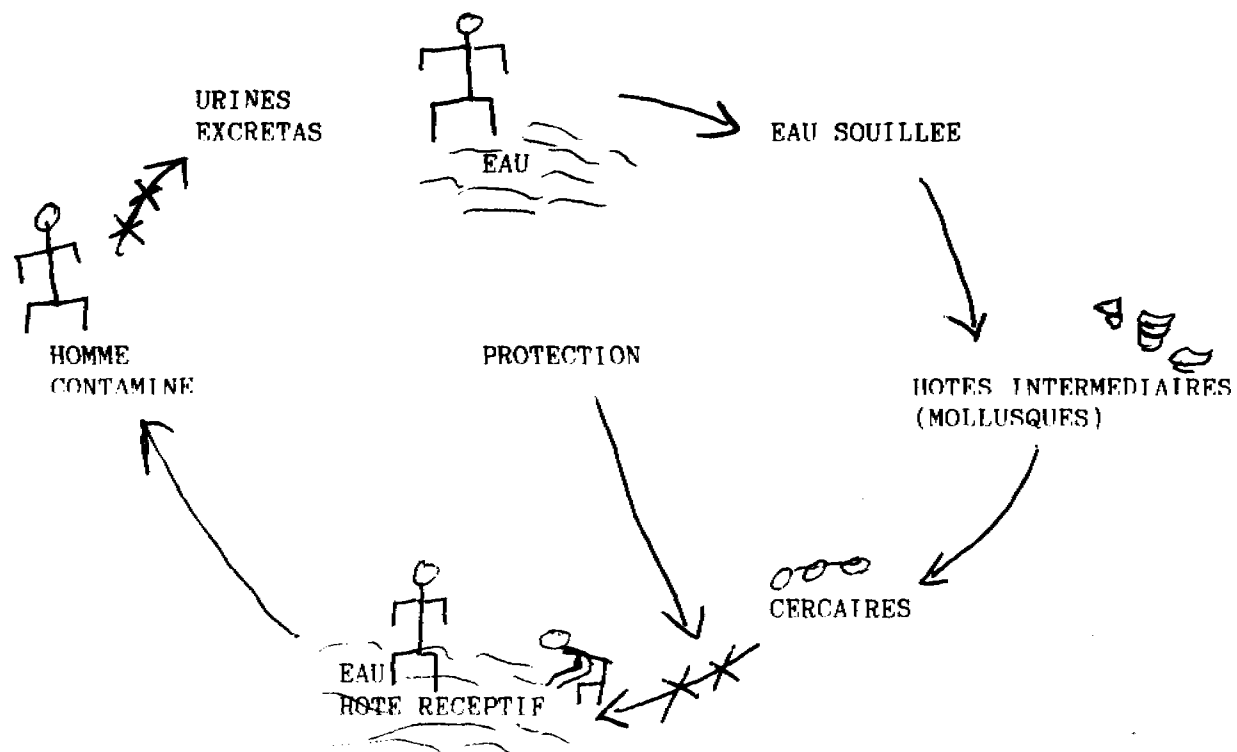 URINES
EXCRETAS
EAU
EAU SOUILLEE
HOMME
CONTAMINE
PROTECTION
HOTES INTERMEDIAIRES
(MOLLUSQUES)
CERCAIRES
EAU
HOTE RECEPTIF